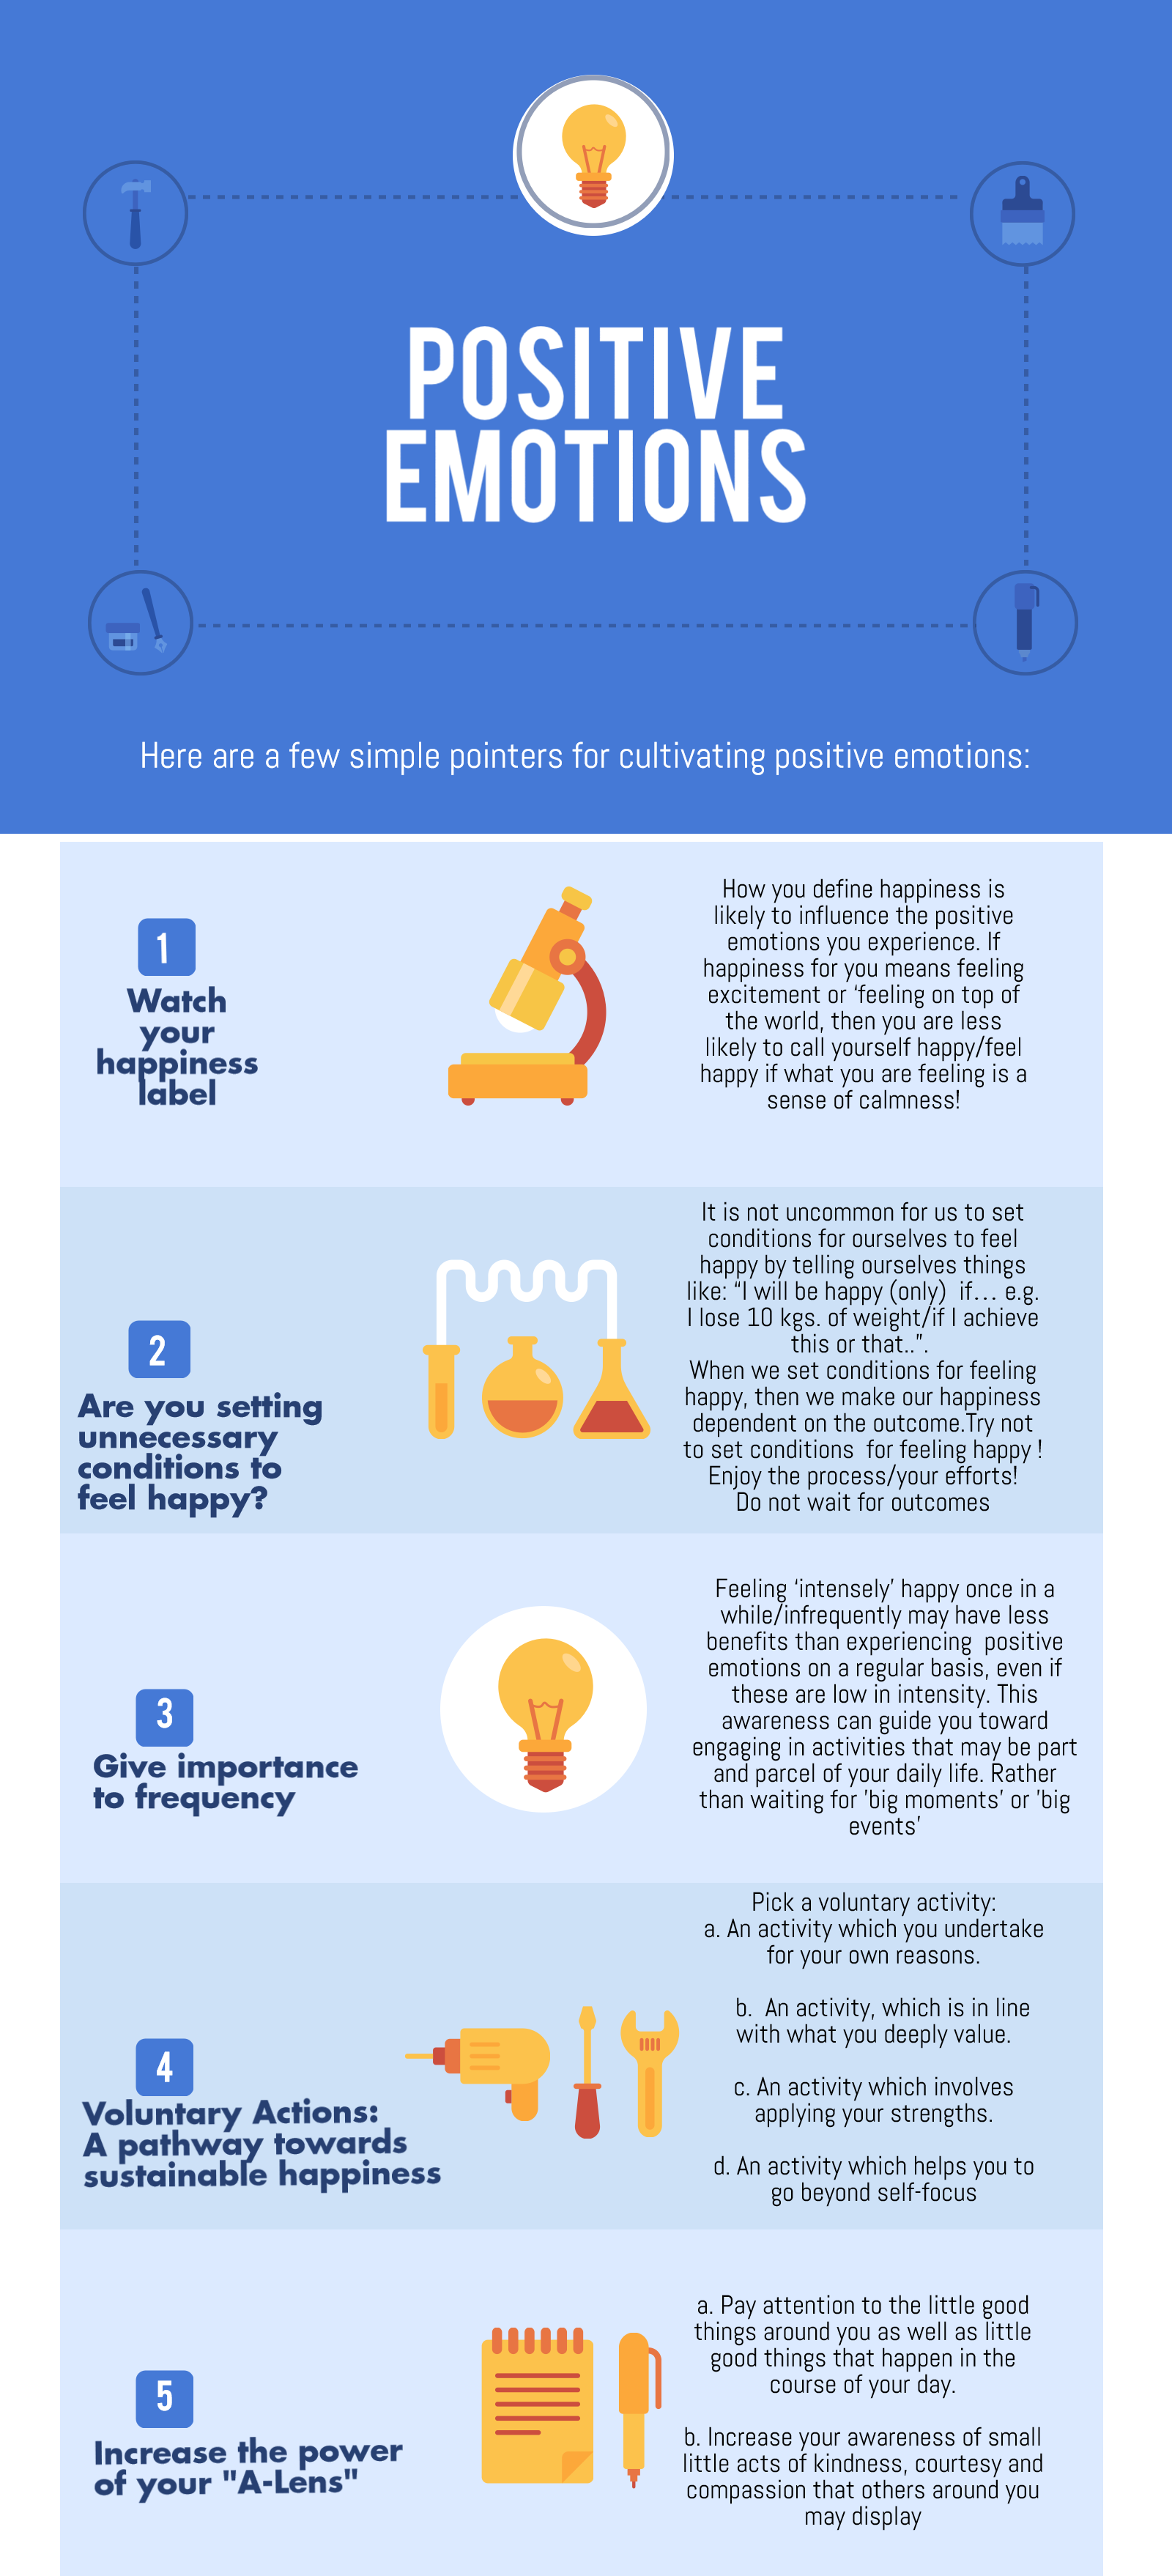 POSITIVE
EMOTIONS
Here are a few simple pointers for cultivating positive emotions:
1
Watch
your
happiness
label
How you define happiness is
likely to influence the positive
emotions you experience. If
happiness for you means feeling
excitement or ‘feeling on top of
the world, then you are less
likely to call yourself happy/feel
happy if what you are feeling is a
sense of calmness!
2
Are you setting
unnecessary
conditions to
feel happy?
It is not uncommon for us to set
conditions for ourselves to feel
happy by telling ourselves things
like: “I will be happy (only)  if... e.g.
I lose 10 kgs. of weight/if I achieve
this or that..”.
When we set conditions for feeling
happy, then we make our happiness
dependent on the outcome.Try not
to set conditions  for feeling happy !
Enjoy the process/your efforts!
Do not wait for outcomes
3
Give importance
to frequency
Feeling ‘intensely’ happy once in a
while/infrequently may have less
benefits than experiencing  positive
emotions on a regular basis, even if
these are low in intensity. This
awareness can guide you toward
engaging in activities that may be part
and parcel of your daily life. Rather
than waiting for ’big moments’ or ’big
events’
4
Voluntary Actions:
A pathway towards
sustainable happiness
Pick a voluntary activity:
a. An activity which you undertake
for your own reasons.
b.  An activity, which is in line
with what you deeply value.
c. An activity which involves
applying your strengths.
d. An activity which helps you to
go beyond self-focus
5
Increase the power
of your "A-Lens"
a. Pay attention to the little good
things around you as well as little
good things that happen in the
course of your day.
b. Increase your awareness of small
little acts of kindness, courtesy and
compassion that others around you
may display